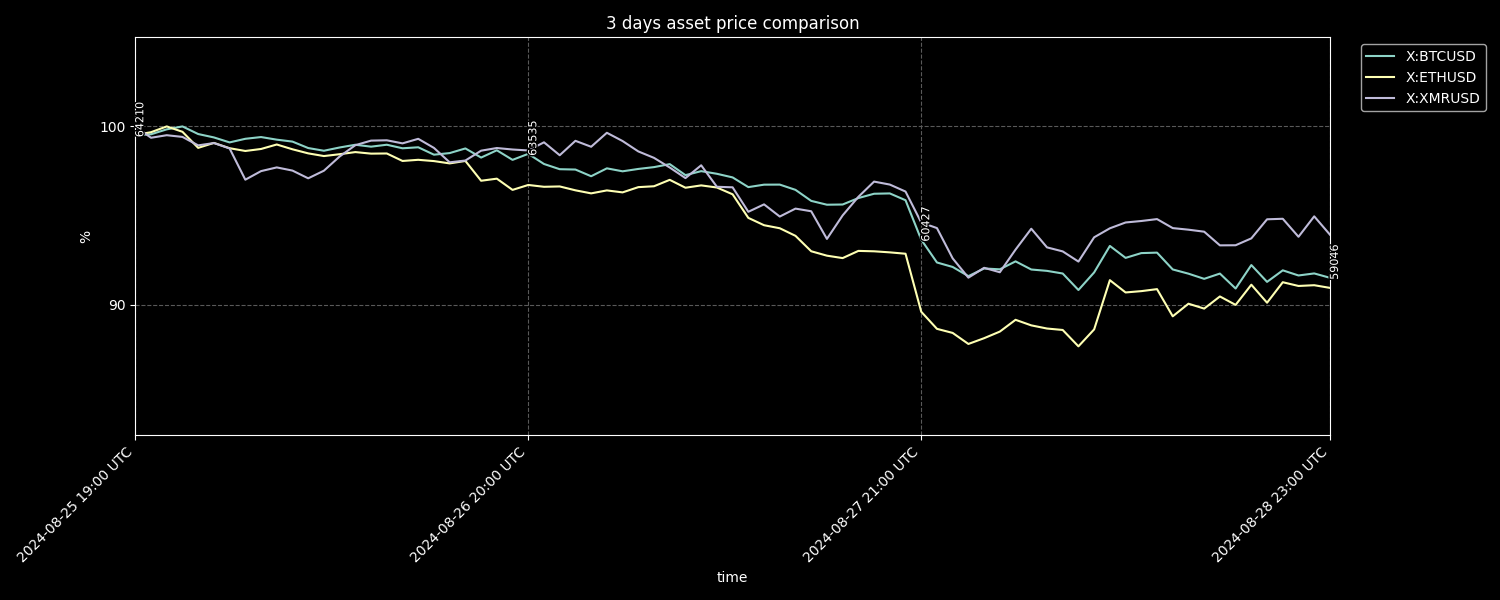 3 days asset price comparison
X:BTCUSD
X:ETHUSD
X:XMRUSD
64210
63535
60427
59046
100
90
%
2024-08-25 19:00 UTC
2024-08-26 20:00 UTC
2024-08-27 21:00 UTC
2024-08-28 23:00 UTC
time